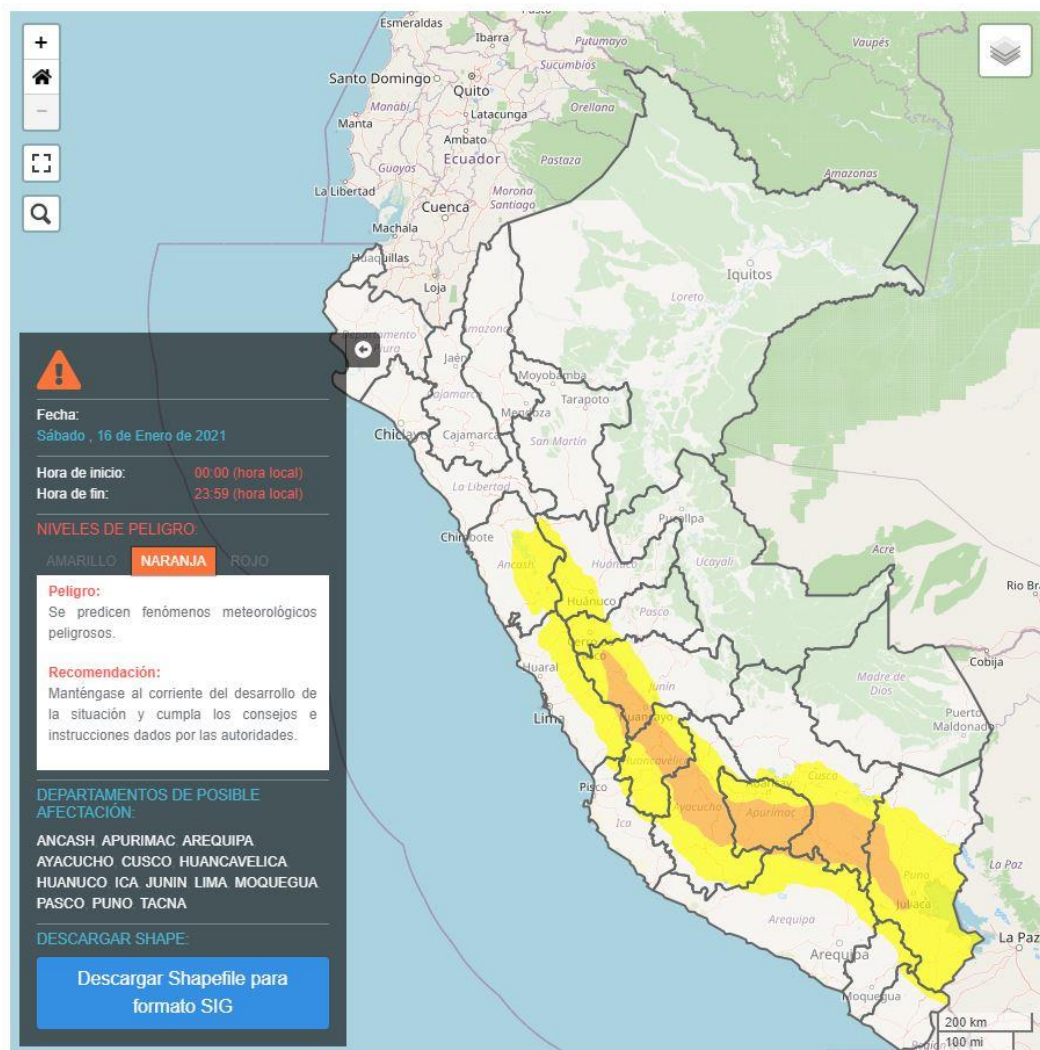 Esmeraldas
Ibarra
Putumayo
Vaupés
Santo Domingo
Quito
Sucumbíos
Manabí
Latacunga
Orellana
Manta
Ambato
Ecuador
Pastaza
Amazonas
Guayas
La Libertad
Morona
Santiago
Cuenca
Machala
Huaquillas
Loja
Iquitos
Loreto
Amazonas
Jaén
Moyobamba
Tarapoto
Chiclayo
Cajamarca
San Martín
La Libertad
Pucallpa
Chimbote
Ancash
Huánuco
Ucayali
Acre
Huánuco
Pasco
Rio Bra
Cerro
Huaral
Junín
Cobija
Madre de
Dios
Lima
Huancayo
Puerto
Maldonado
Huancavelica
Cusco
Abancay
Pisco
Ayacucho
Apurímac
Ica
La Paz
Puno
Juliaca
Arequipa
Arequipa
La Paz
Moquegua
200 km
100 mi
+
−
Fecha:
Sábado , 16 de Enero de 2021
Hora de inicio: 00:00 (hora local)
Hora de fin: 23:59 (hora local)
NIVELES DE PELIGRO:
AMARILLO NARANJA ROJO
Peligro:
Se predicen fenómenos meteorológicos
peligrosos.
Recomendación:
Manténgase al corriente del desarrollo de
la situación y cumpla los consejos e
instrucciones dados por las autoridades.
DEPARTAMENTOS DE POSIBLE
AFECTACIÓN:
ANCASH APURIMAC AREQUIPA
AYACUCHO CUSCO HUANCAVELICA
HUANUCO ICA JUNIN LIMA MOQUEGUA
PASCO PUNO TACNA
DESCARGAR SHAPE:
Descargar Shapefile para
formato SIG